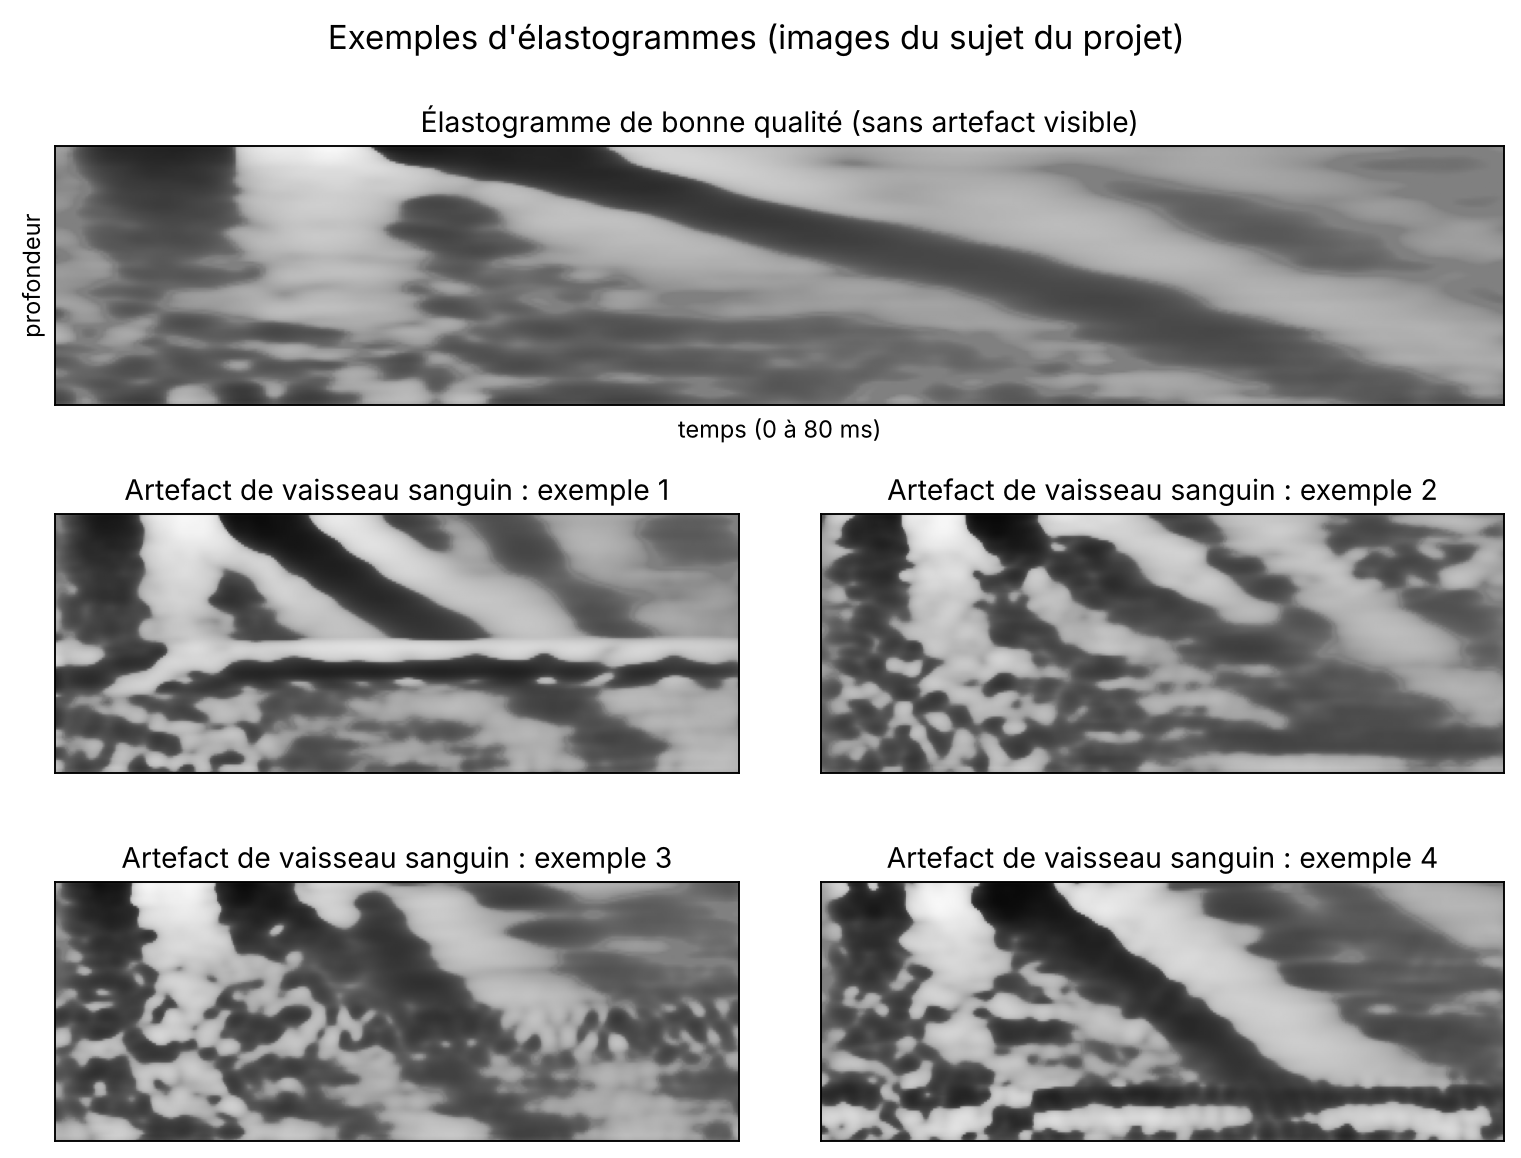 Exemples d'élastogrammes (images du sujet du projet)
Élastogramme de bonne qualité (sans artefact visible)
profondeur
temps (0 à 80 ms)
Artefact de vaisseau sanguin : exemple 1
Artefact de vaisseau sanguin : exemple 2
Artefact de vaisseau sanguin : exemple 3
Artefact de vaisseau sanguin : exemple 4